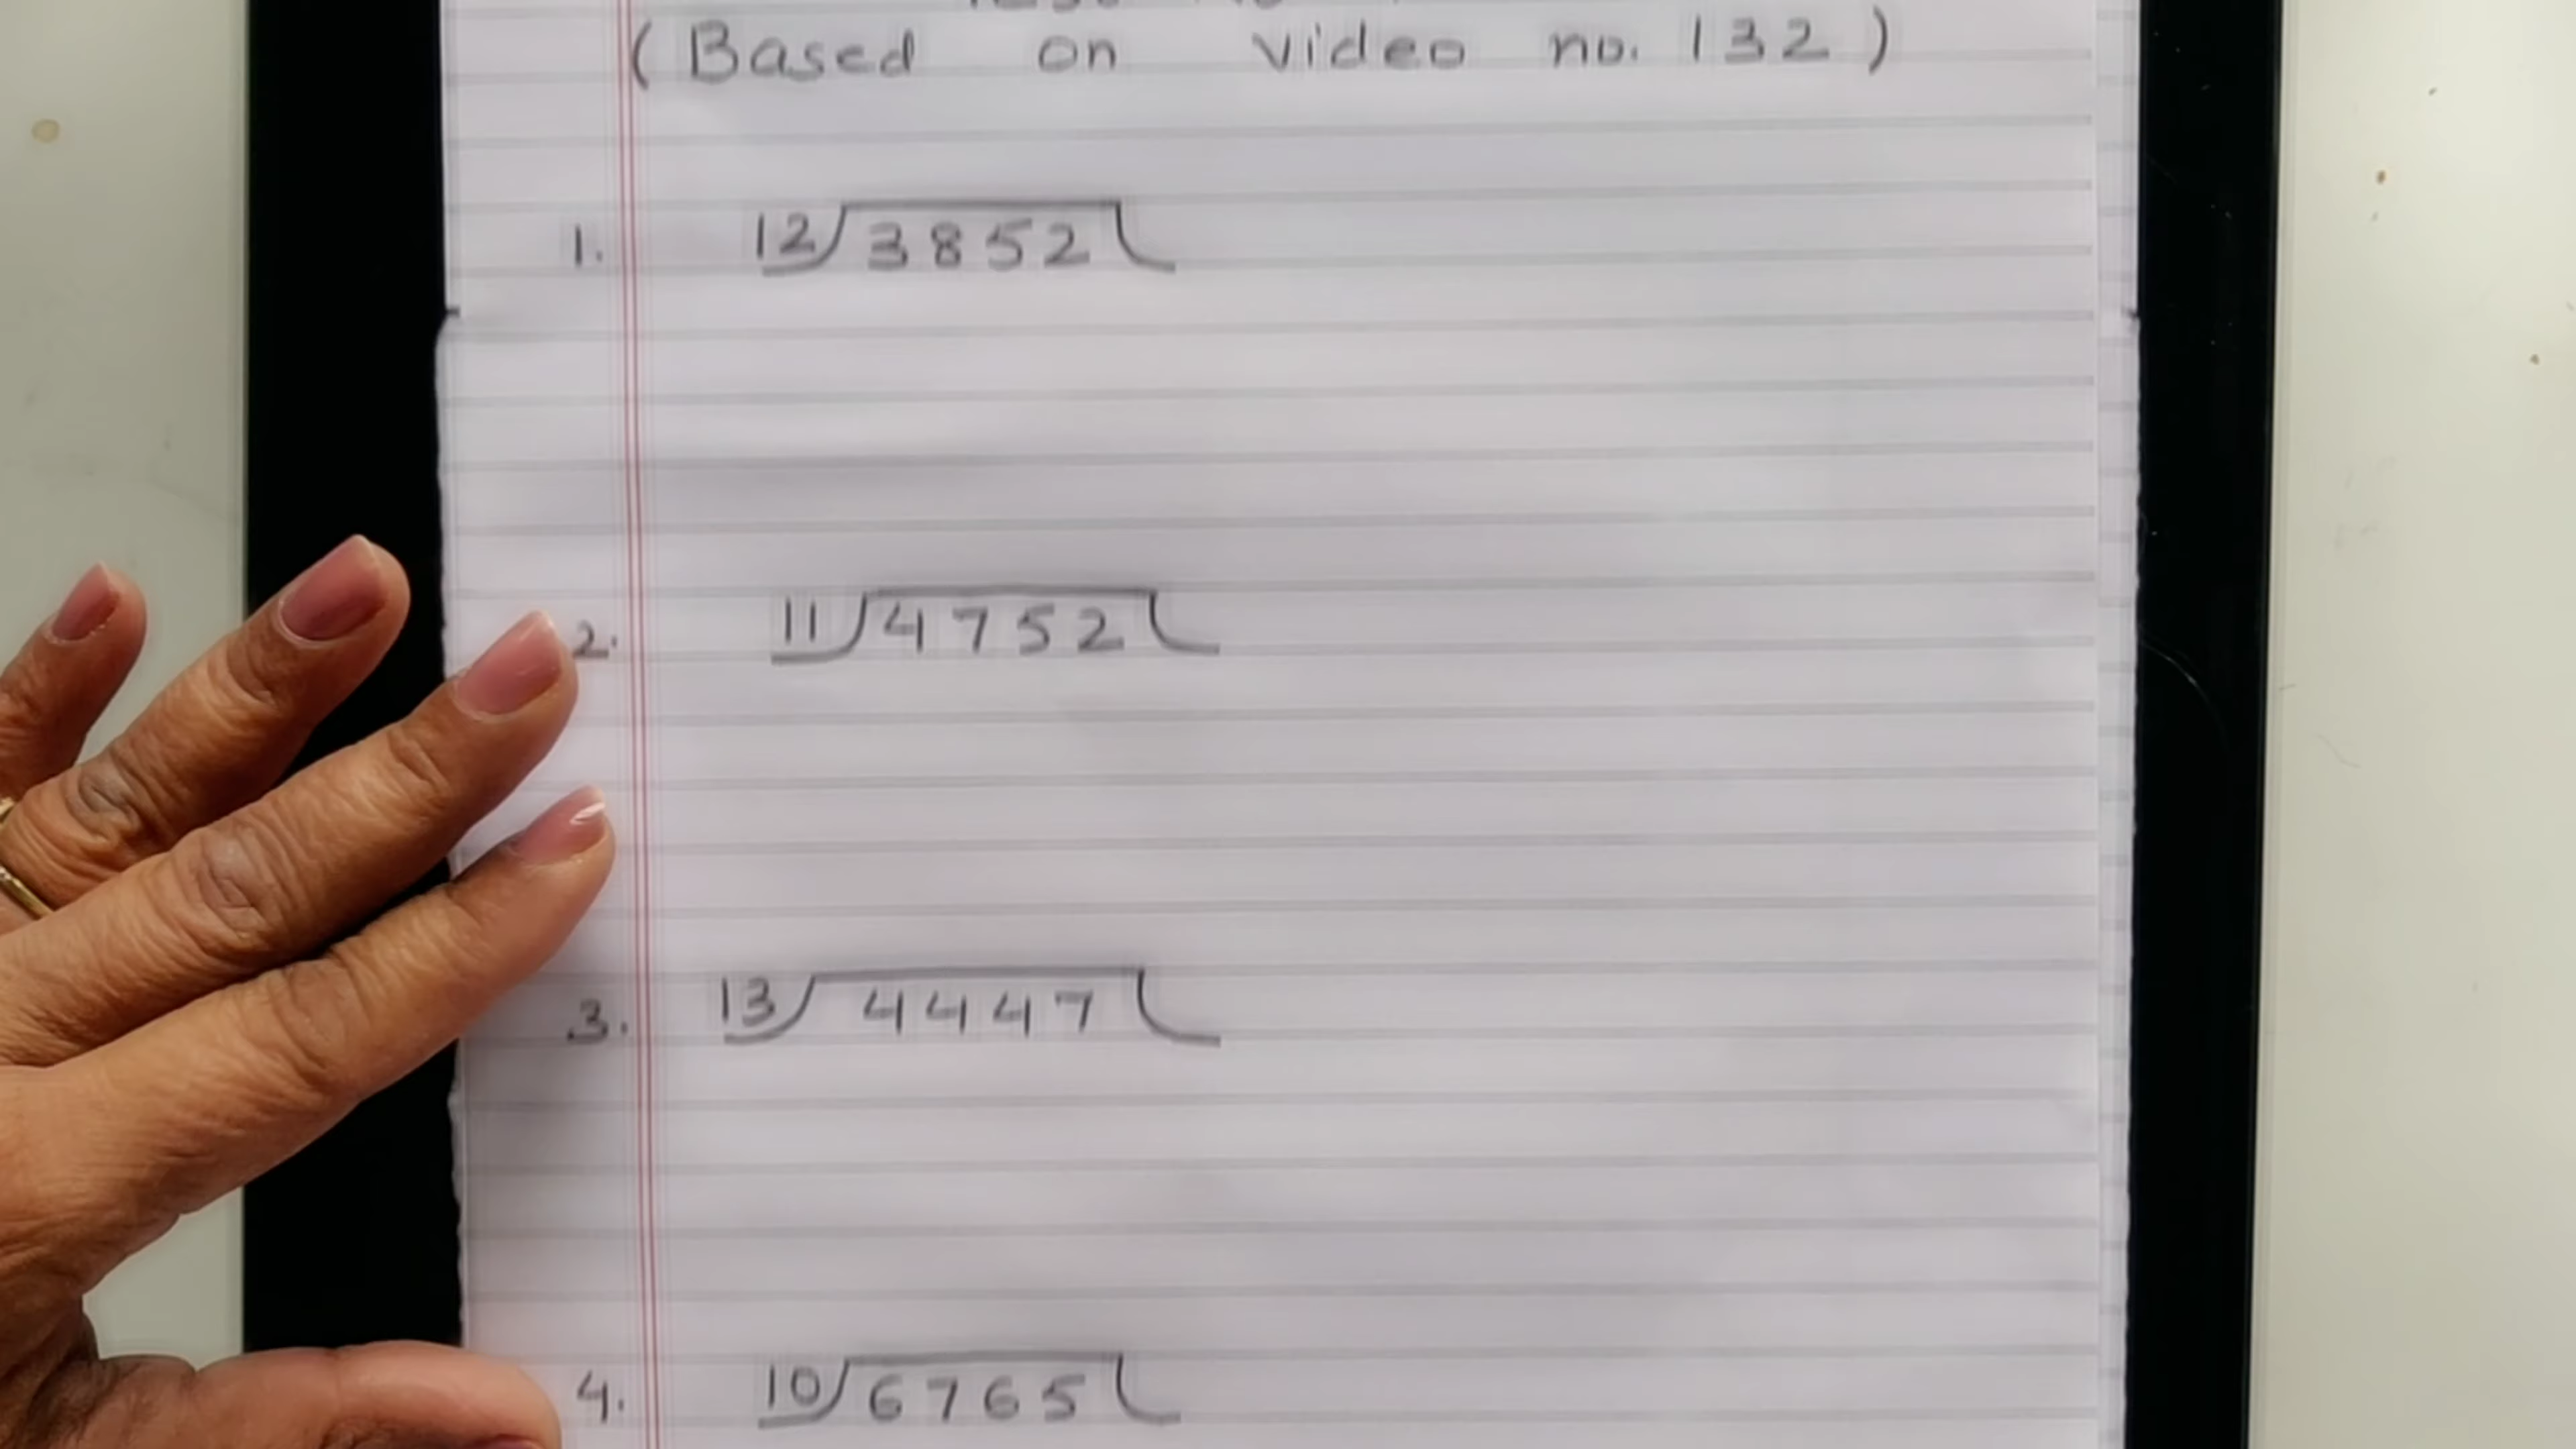 (Based on Video no. 132)
1. 12)3852(
2. 11)4752(
3. 13)4447(
4. 10)6765(